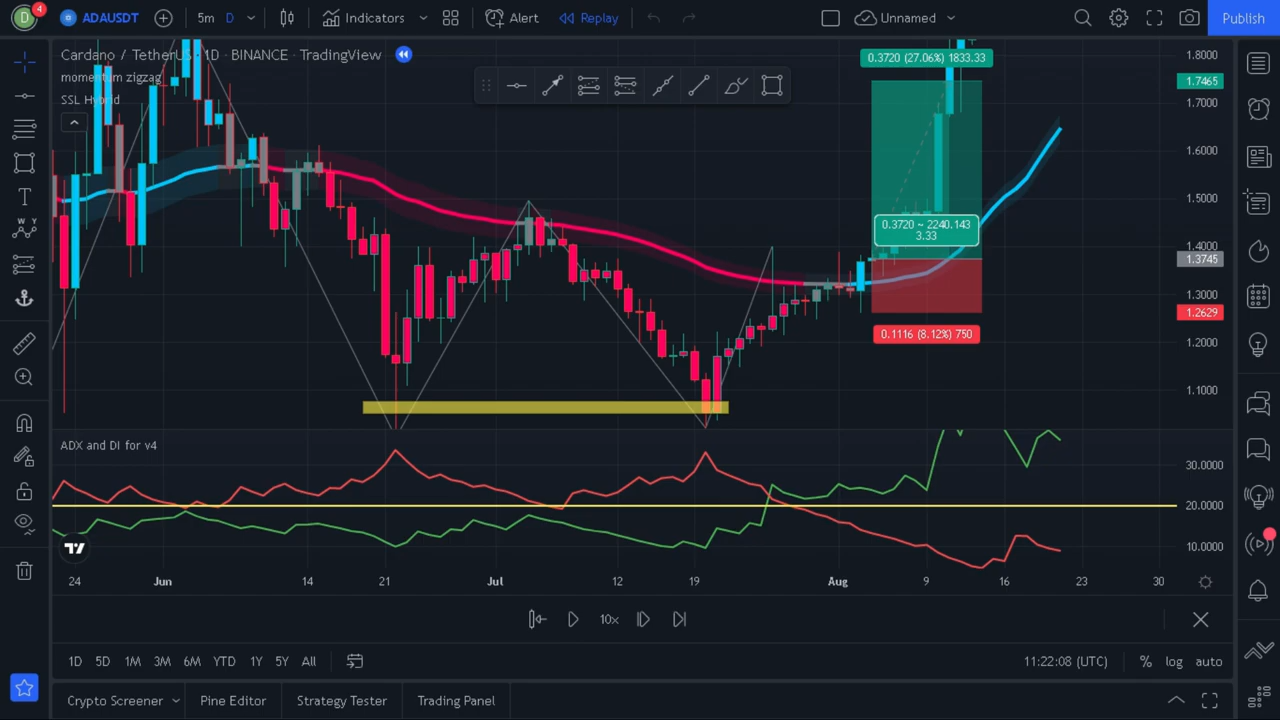 D
4
ADAUSDT
5m
D
Indicators
Alert
Replay
Unnamed
Publish
Cardano / TetherUS · 1D · BINANCE · TradingView
momentum zigzag
SSL Hybrid
0.3720 (27.06%) 1833.33
0.3720 ~ 2240.143
3.33
0.1116 (8.12%) 750
1.8000
1.7465
1.7000
1.6000
1.5000
1.4000
1.3745
1.3000
1.2629
1.2000
1.1000
ADX and DI for v4
30.0000
20.0000
10.0000
24 Jun 14 21 Jul 12 19 Aug 9 16 23 30
10x
1D 5D 1M 3M 6M YTD 1Y 5Y All
11:22:08 (UTC) % log auto
Crypto Screener Pine Editor Strategy Tester Trading Panel